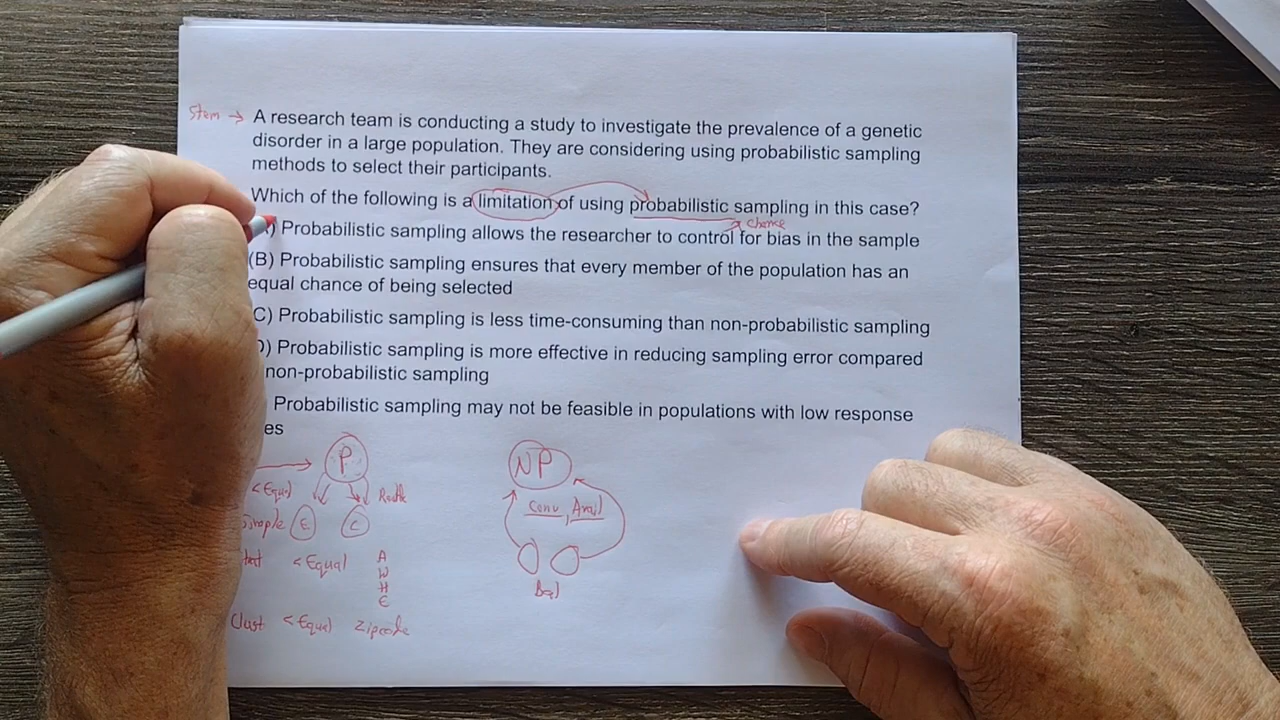 Stem → A research team is conducting a study to investigate the prevalence of a genetic
disorder in a large population. They are considering using probabilistic sampling
methods to select their participants.
Which of the following is a limitation of using probabilistic sampling in this case?
chance
) Probabilistic sampling allows the researcher to control for bias in the sample
(B) Probabilistic sampling ensures that every member of the population has an
equal chance of being selected
C) Probabilistic sampling is less time-consuming than non-probabilistic sampling
D) Probabilistic sampling is more effective in reducing sampling error compared
non-probabilistic sampling
Probabilistic sampling may not be feasible in populations with low response
es
P NP
< Equal
Conv, Avail
Simple E C
< Equal A
W
H
E
Clust < Equal Zipcode